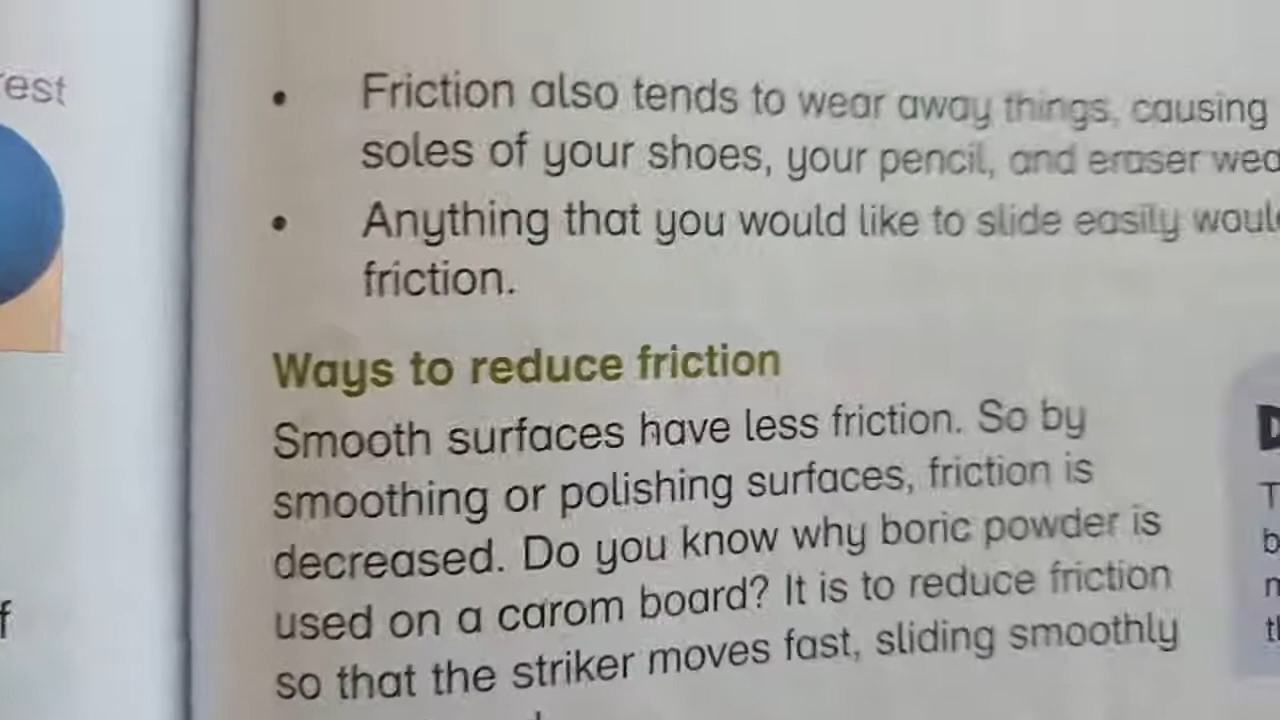 est
• Friction also tends to wear away things, causing
soles of your shoes, your pencil, and eraser
• Anything that you would like to slide easily
friction.
Ways to reduce friction
Smooth surfaces have less friction. So by
smoothing or polishing surfaces, friction is
decreased. Do you know why boric powder is
used on a carom board? It is to reduce friction
so that the striker moves fast, sliding smoothly
f